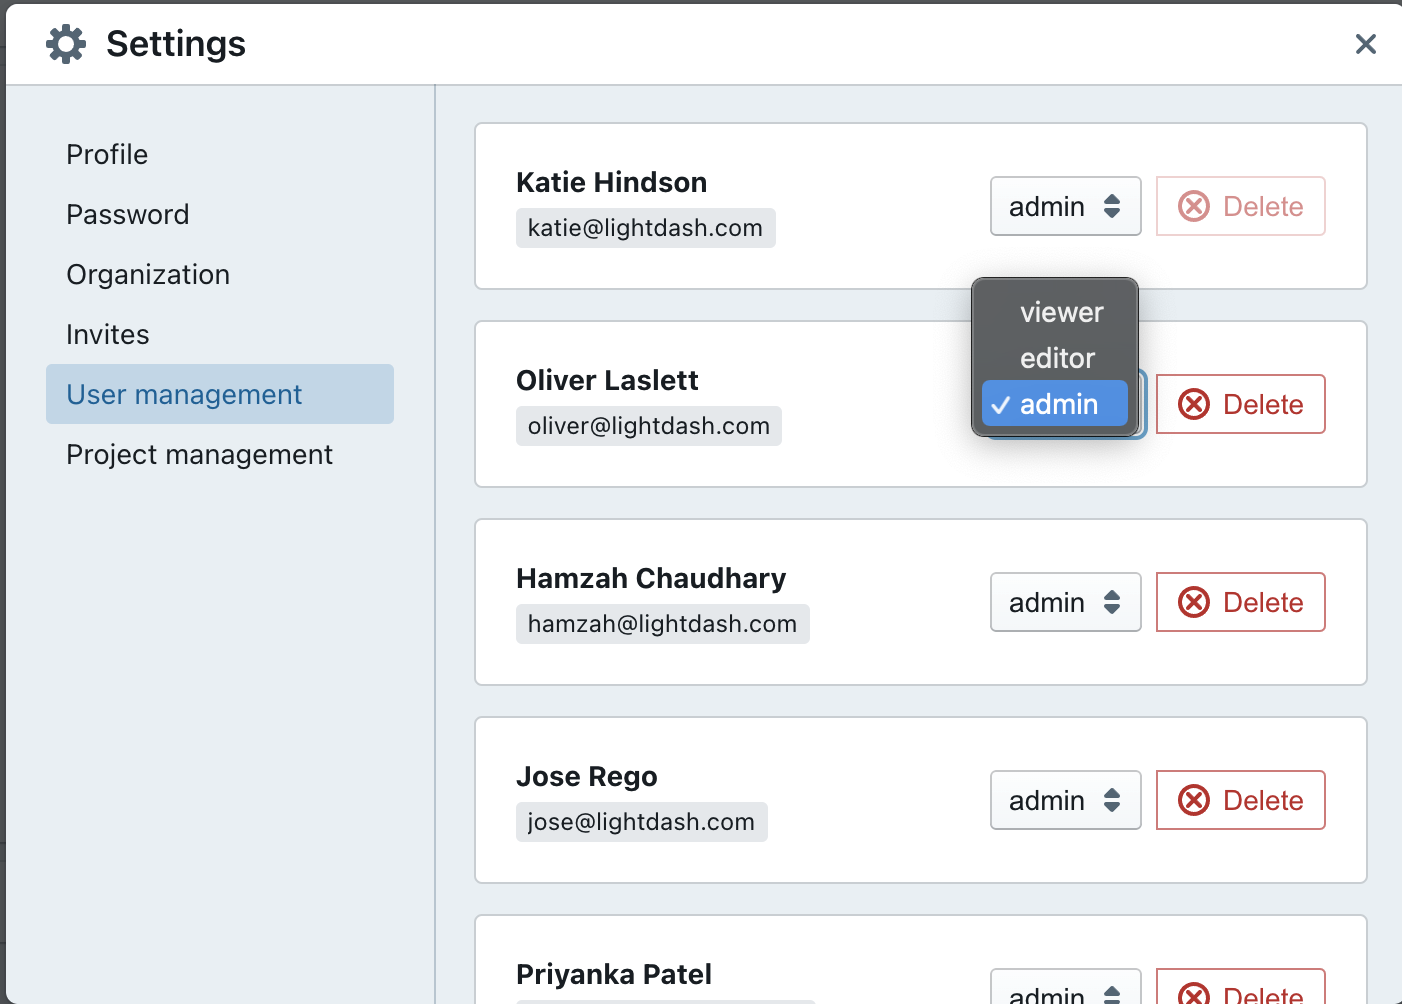 Settings
Profile
Password
Organization
Invites
User management
Project management
Katie Hindson
katie@lightdash.com
admin
Delete
viewer
editor
admin
Oliver Laslett
oliver@lightdash.com
Delete
Hamzah Chaudhary
hamzah@lightdash.com
admin
Delete
Jose Rego
jose@lightdash.com
admin
Delete
Priyanka Patel
admin
Delete